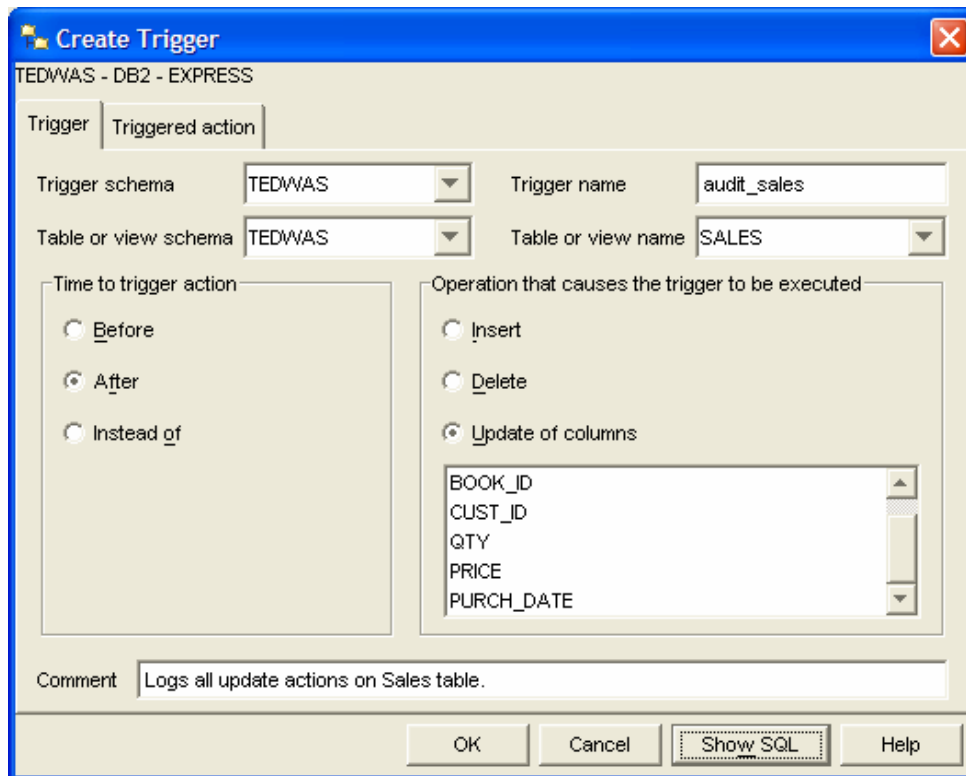 Create Trigger
TEDWAS - DB2 - EXPRESS
Trigger
Triggered action
Trigger schema TEDWAS Trigger name audit_sales
Table or view schema TEDWAS Table or view name SALES
Time to trigger action
Before
After
Instead of
Operation that causes the trigger to be executed
Insert
Delete
Update of columns
BOOK_ID
CUST_ID
QTY
PRICE
PURCH_DATE
Comment Logs all update actions on Sales table.
OK Cancel Show SQL Help